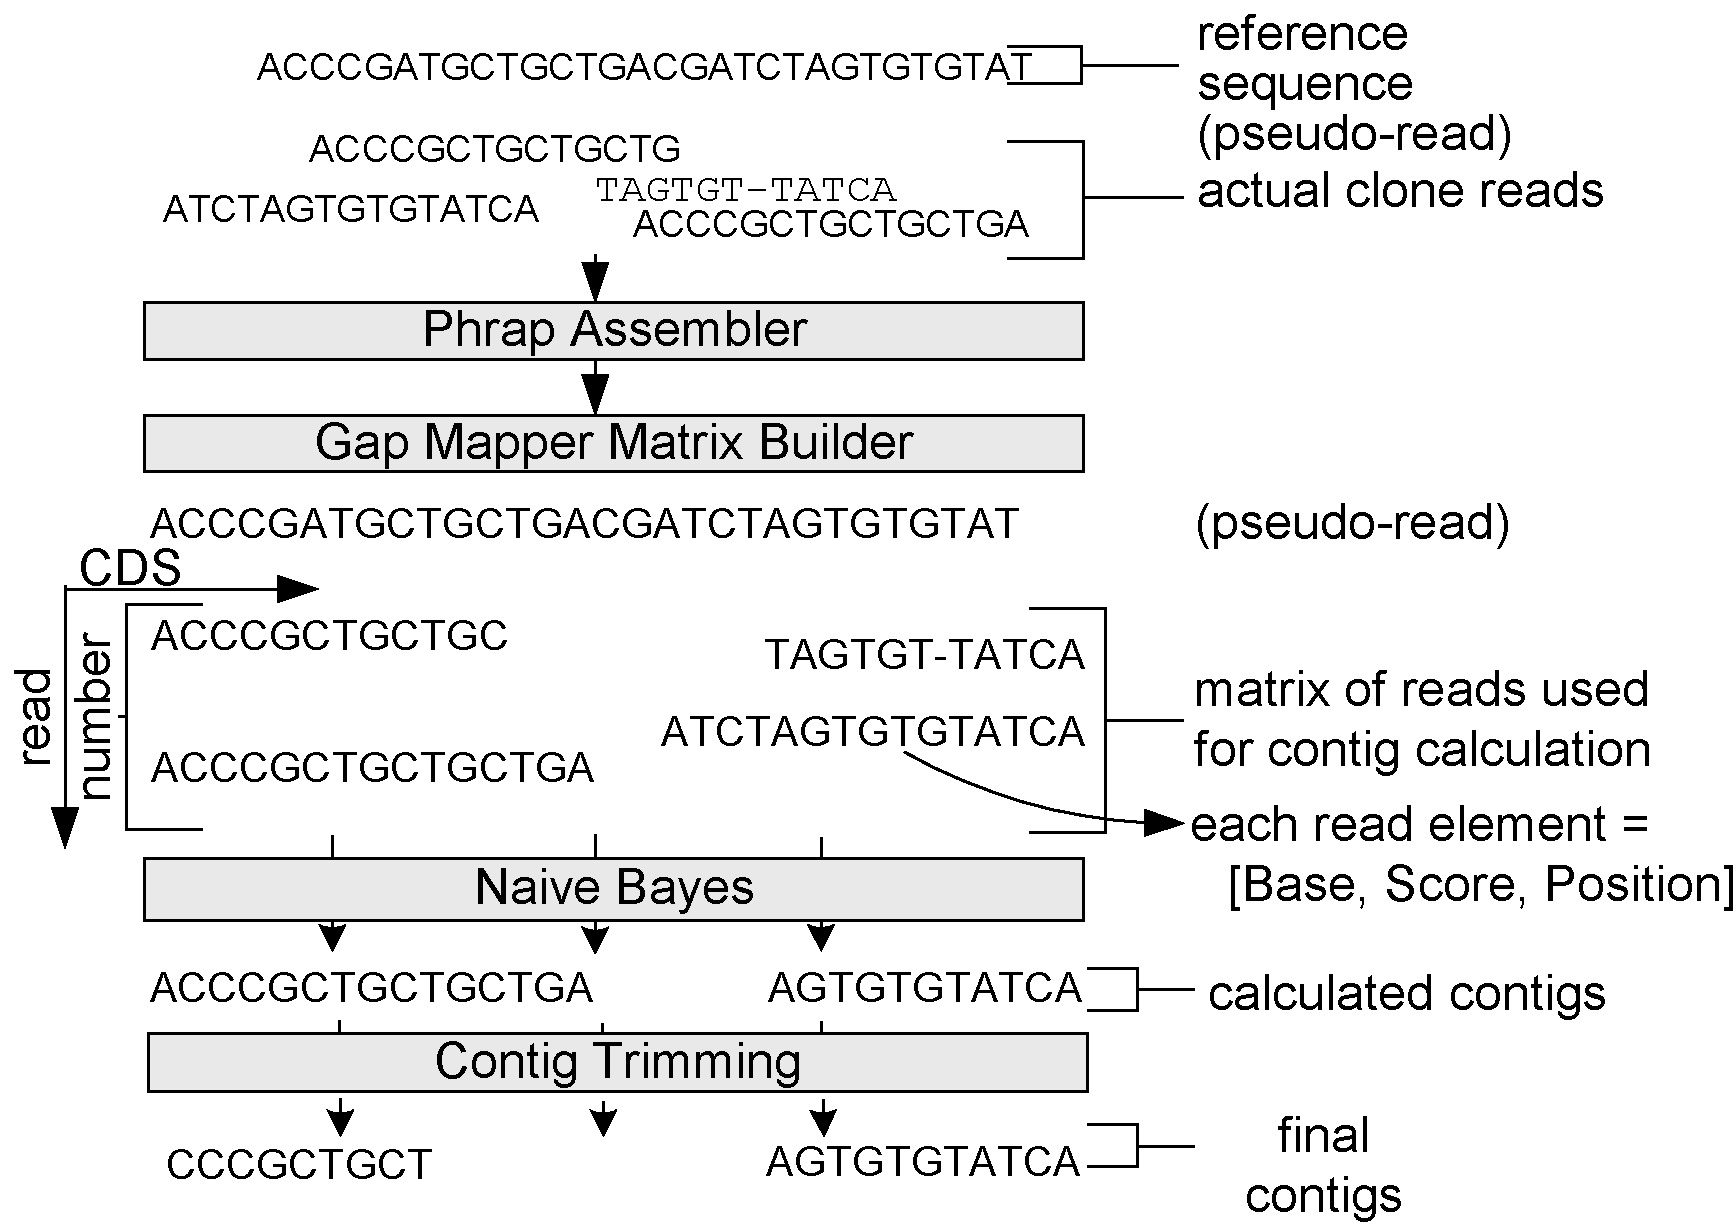 ACCCGATGCTGCTGACGATCTAGTGTGTAT
reference
sequence
(pseudo-read)
ACCCGCTGCTGCTG
TAGTGT-TATCA
ATCTAGTGTGTATCA
ACCCGCTGCTGCTGA
actual clone reads
Phrap Assembler
Gap Mapper Matrix Builder
ACCCGATGCTGCTGACGATCTAGTGTGTAT
(pseudo-read)
CDS
read
number
ACCCGCTGCTGC
TAGTGT-TATCA
ATCTAGTGTGTATCA
ACCCGCTGCTGCTGA
matrix of reads used
for contig calculation
each read element =
[Base, Score, Position]
Naive Bayes
ACCCGCTGCTGCTGA
AGTGTGTATCA
calculated contigs
Contig Trimming
CCCGCTGCT
AGTGTGTATCA
final
contigs